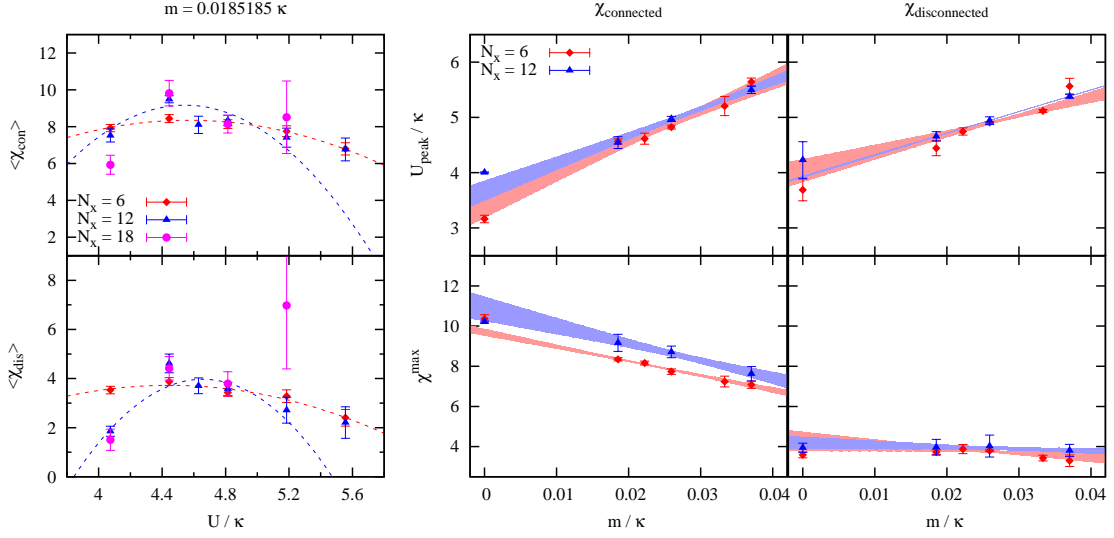 m = 0.0185185 κ
χconnected
χdisconnected
12
10
8
6
4
2
<χcon>
Nx = 6
Nx = 12
Nx = 18
8
6
4
2
0
<χdis>
4
4.4
4.8
5.2
5.6
U / κ
6
5
4
3
Upeak / κ
Nx = 6
Nx = 12
12
10
8
6
4
χmax
0
0.01
0.02
0.03
0.04
m / κ
0
0.01
0.02
0.03
0.04
m / κ